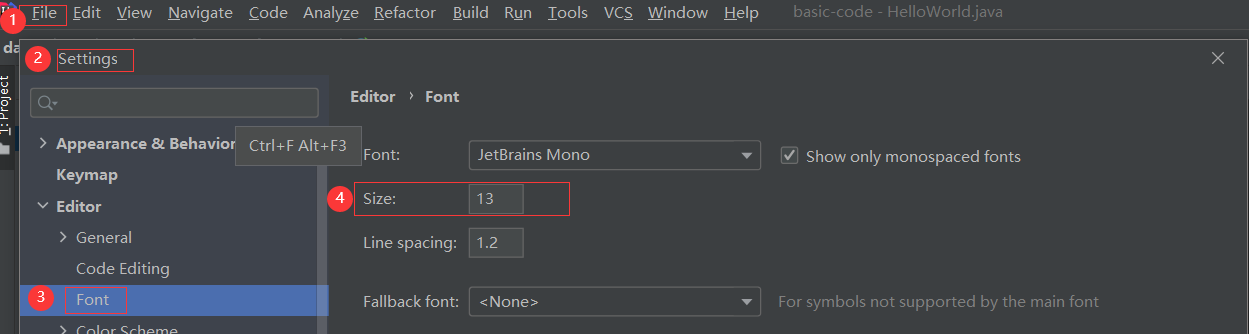 1 File Edit View Navigate Code Analyze Refactor Build Run Tools VCS Window Help basic-code - HelloWorld.java
da
2 Settings
1: Project
Editor › Font
Appearance & Behavior
Ctrl+F Alt+F3
Font: JetBrains Mono Show only monospaced fonts
Keymap
4 Size: 13
Editor
General
Line spacing: 1.2
Code Editing
3 Font
Fallback font: <None> For symbols not supported by the main font
Color Scheme